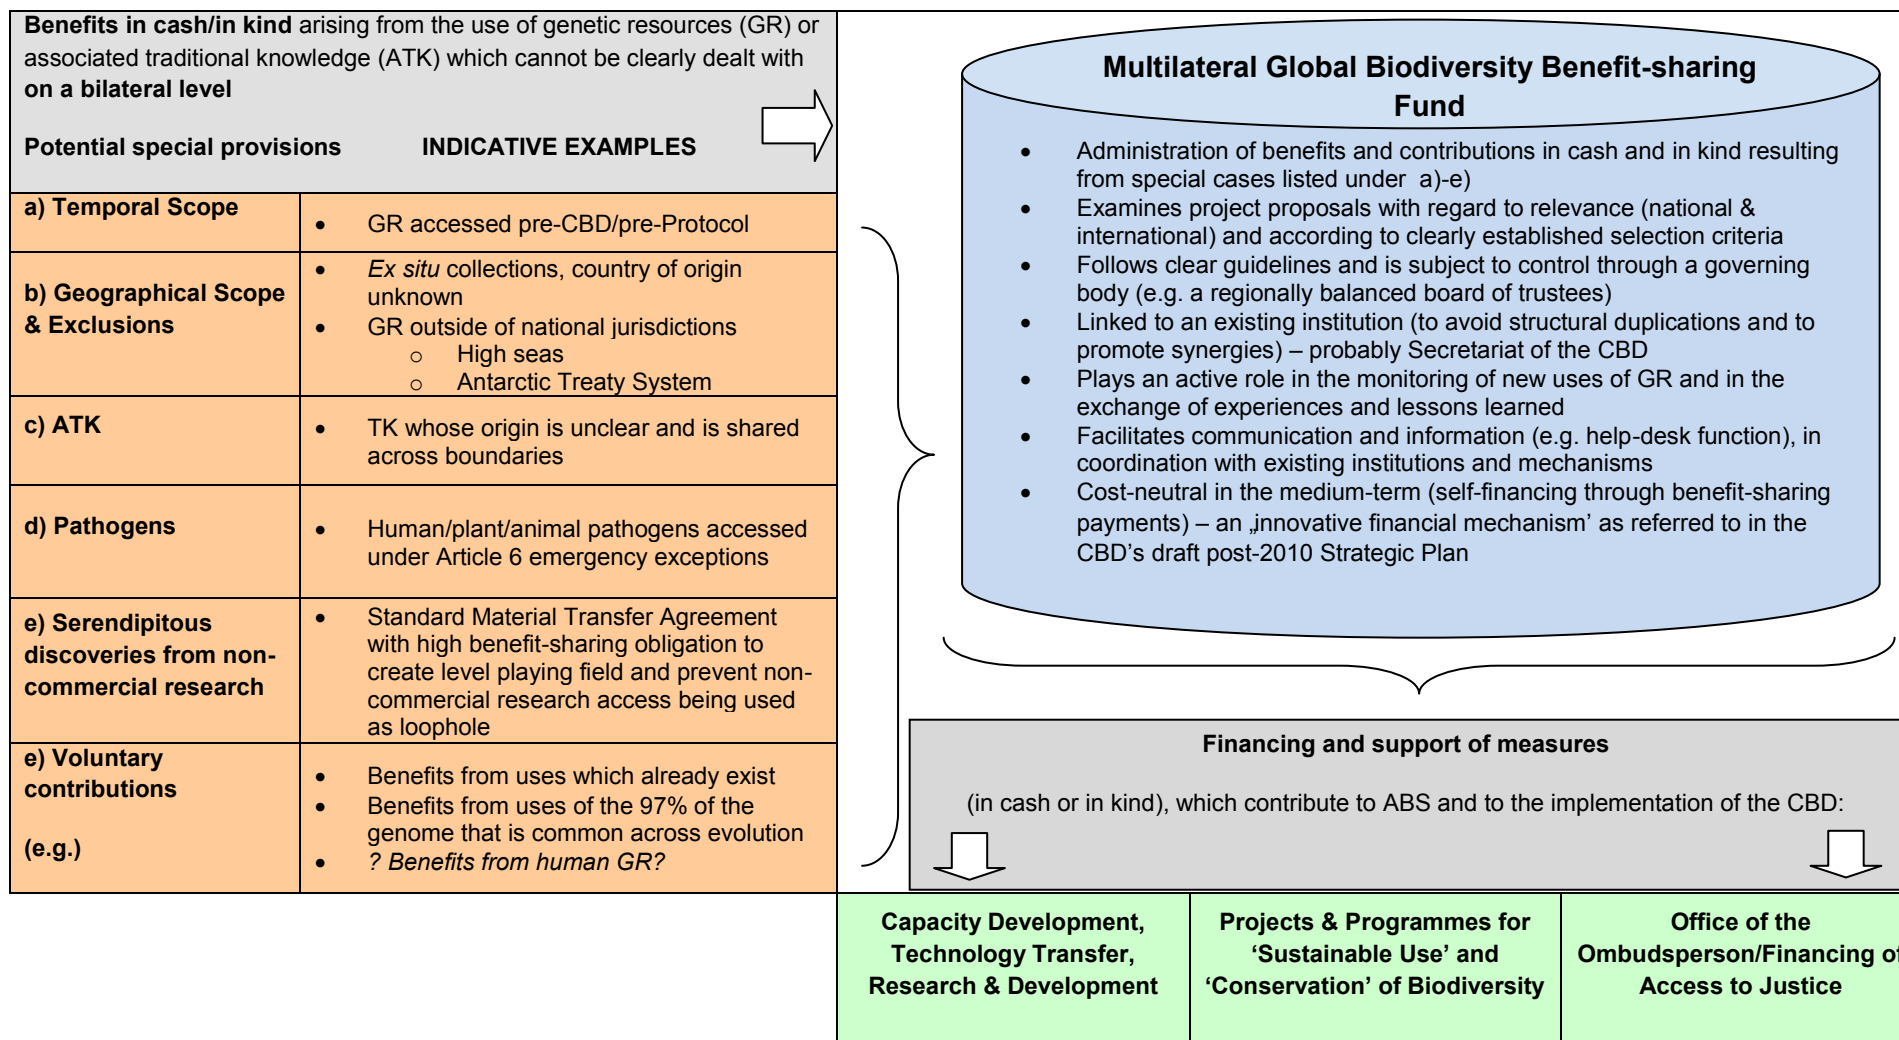 Benefits in cash/in kind arising from the use of genetic resources (GR) or
associated traditional knowledge (ATK) which cannot be clearly dealt with
on a bilateral level
Potential special provisions INDICATIVE EXAMPLES
a) Temporal Scope
• GR accessed pre-CBD/pre-Protocol
b) Geographical Scope
& Exclusions
• Ex situ collections, country of origin
unknown
• GR outside of national jurisdictions
o High seas
o Antarctic Treaty System
c) ATK
• TK whose origin is unclear and is shared
across boundaries
d) Pathogens
• Human/plant/animal pathogens accessed
under Article 6 emergency exceptions
e) Serendipitous
discoveries from non-
commercial research
• Standard Material Transfer Agreement
with high benefit-sharing obligation to
create level playing field and prevent non-
commercial research access being used
as loophole
e) Voluntary
contributions
(e.g.)
• Benefits from uses which already exist
• Benefits from uses of the 97% of the
genome that is common across evolution
• ? Benefits from human GR?
Multilateral Global Biodiversity Benefit-sharing
Fund
• Administration of benefits and contributions in cash and in kind resulting
from special cases listed under a)-e)
• Examines project proposals with regard to relevance (national &
international) and according to clearly established selection criteria
• Follows clear guidelines and is subject to control through a governing
body (e.g. a regionally balanced board of trustees)
• Linked to an existing institution (to avoid structural duplications and to
promote synergies) – probably Secretariat of the CBD
• Plays an active role in the monitoring of new uses of GR and in the
exchange of experiences and lessons learned
• Facilitates communication and information (e.g. help-desk function), in
coordination with existing institutions and mechanisms
• Cost-neutral in the medium-term (self-financing through benefit-sharing
payments) – an „innovative financial mechanism’ as referred to in the
CBD’s draft post-2010 Strategic Plan
Financing and support of measures
(in cash or in kind), which contribute to ABS and to the implementation of the CBD:
Capacity Development,
Technology Transfer,
Research & Development
Projects & Programmes for
‘Sustainable Use’ and
‘Conservation’ of Biodiversity
Office of the
Ombudsperson/Financing of
Access to Justice